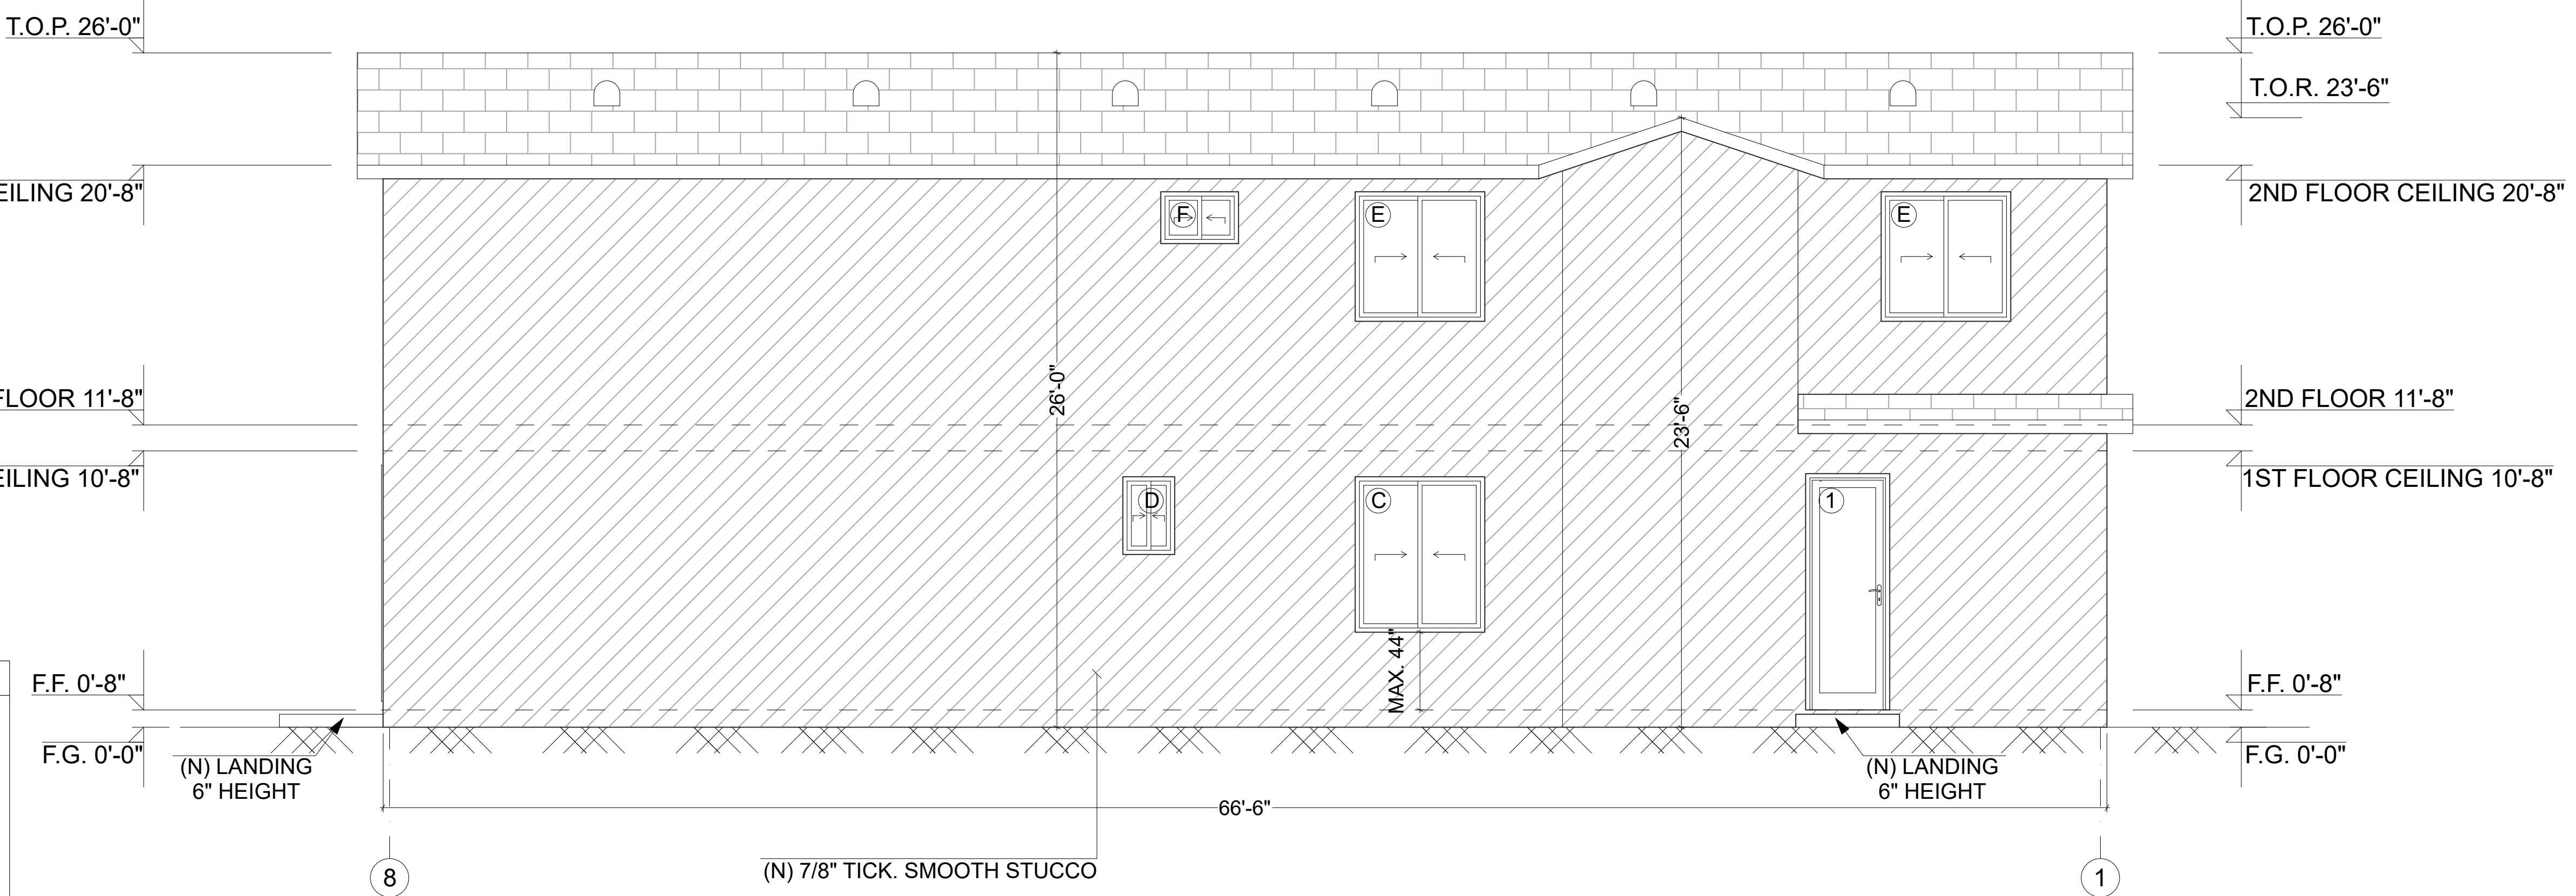 T.O.P. 26'-0"
T.O.P. 26'-0"
T.O.R. 23'-6"
EILING 20'-8"
2ND FLOOR CEILING 20'-8"
F
E
E
26'-0"
23'-6"
FLOOR 11'-8"
2ND FLOOR 11'-8"
EILING 10'-8"
1ST FLOOR CEILING 10'-8"
D
C
1
MAX. 44"
F.F. 0'-8"
F.F. 0'-8"
F.G. 0'-0"
F.G. 0'-0"
(N) LANDING
6" HEIGHT
(N) LANDING
6" HEIGHT
66'-6"
(N) 7/8" TICK. SMOOTH STUCCO
8
1